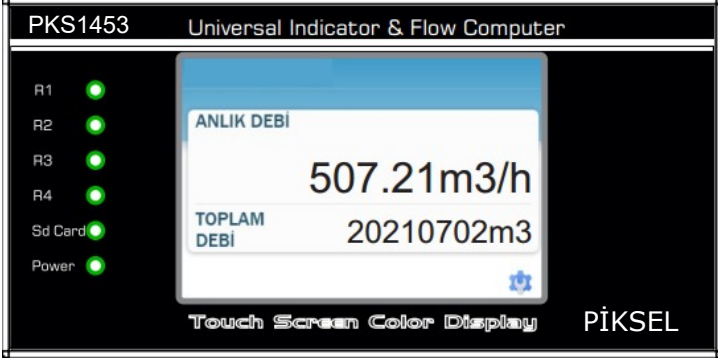 PKS1453
Universal Indicator & Flow Computer
R1
R2
R3
R4
Sd Card
Power
ANLIK DEBİ
507.21m3/h
TOPLAM
DEBİ
20210702m3
Touch Screen Color Display
PİKSEL